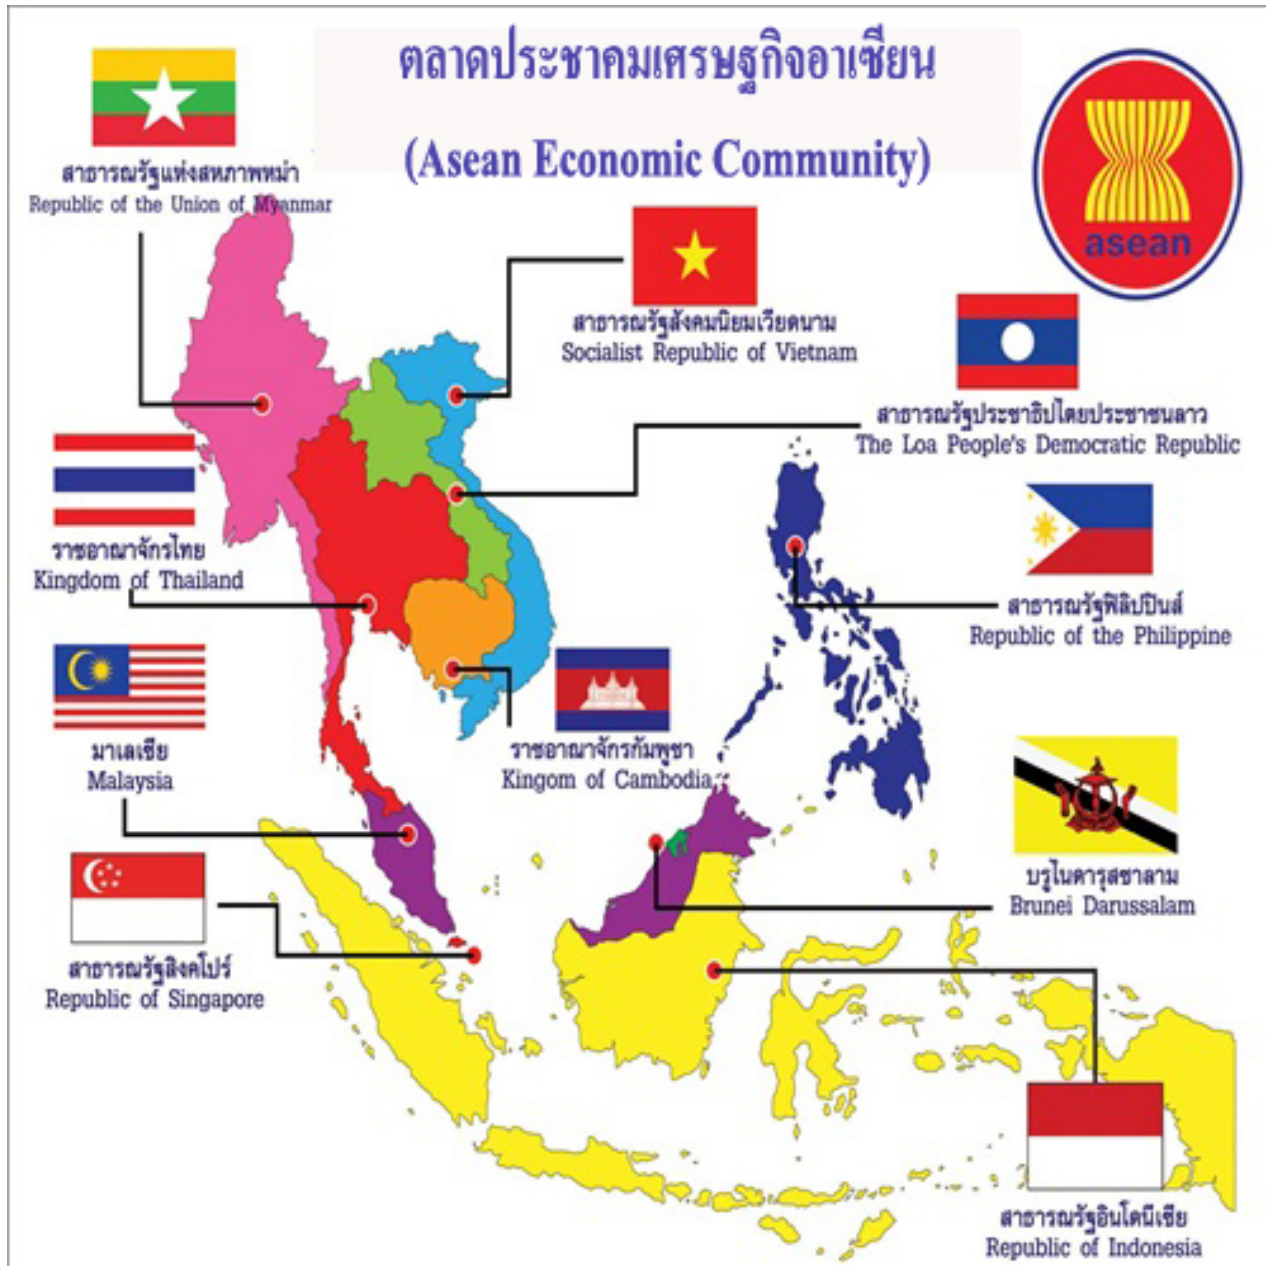 ตลาดประชาคมเศรษฐกิจอาเซียน
(Asean Economic Community)
asean
สาธารณรัฐแห่งสหภาพพม่า
Republic of the Union of Myanmar
สาธารณรัฐสังคมนิยมเวียดนาม
Socialist Republic of Vietnam
สาธารณรัฐประชาธิปไตยประชาชนลาว
The Loa People's Democratic Republic
ราชอาณาจักรไทย
Kingdom of Thailand
สาธารณรัฐฟิลิปปินส์
Republic of the Philippine
มาเลเซีย
Malaysia
ราชอาณาจักรกัมพูชา
Kingom of Cambodia
บรูไนดารุสซาลาม
Brunei Darussalam
สาธารณรัฐสิงคโปร์
Republic of Singapore
สาธารณรัฐอินโดนีเซีย
Republic of Indonesia